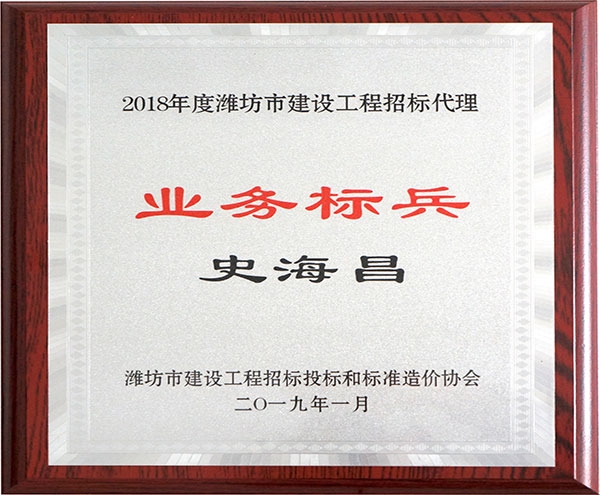 2018年度潍坊市建设工程招标代理
业务标兵
史海昌
潍坊市建设工程招标投标和标准造价协会
二〇一九年一月